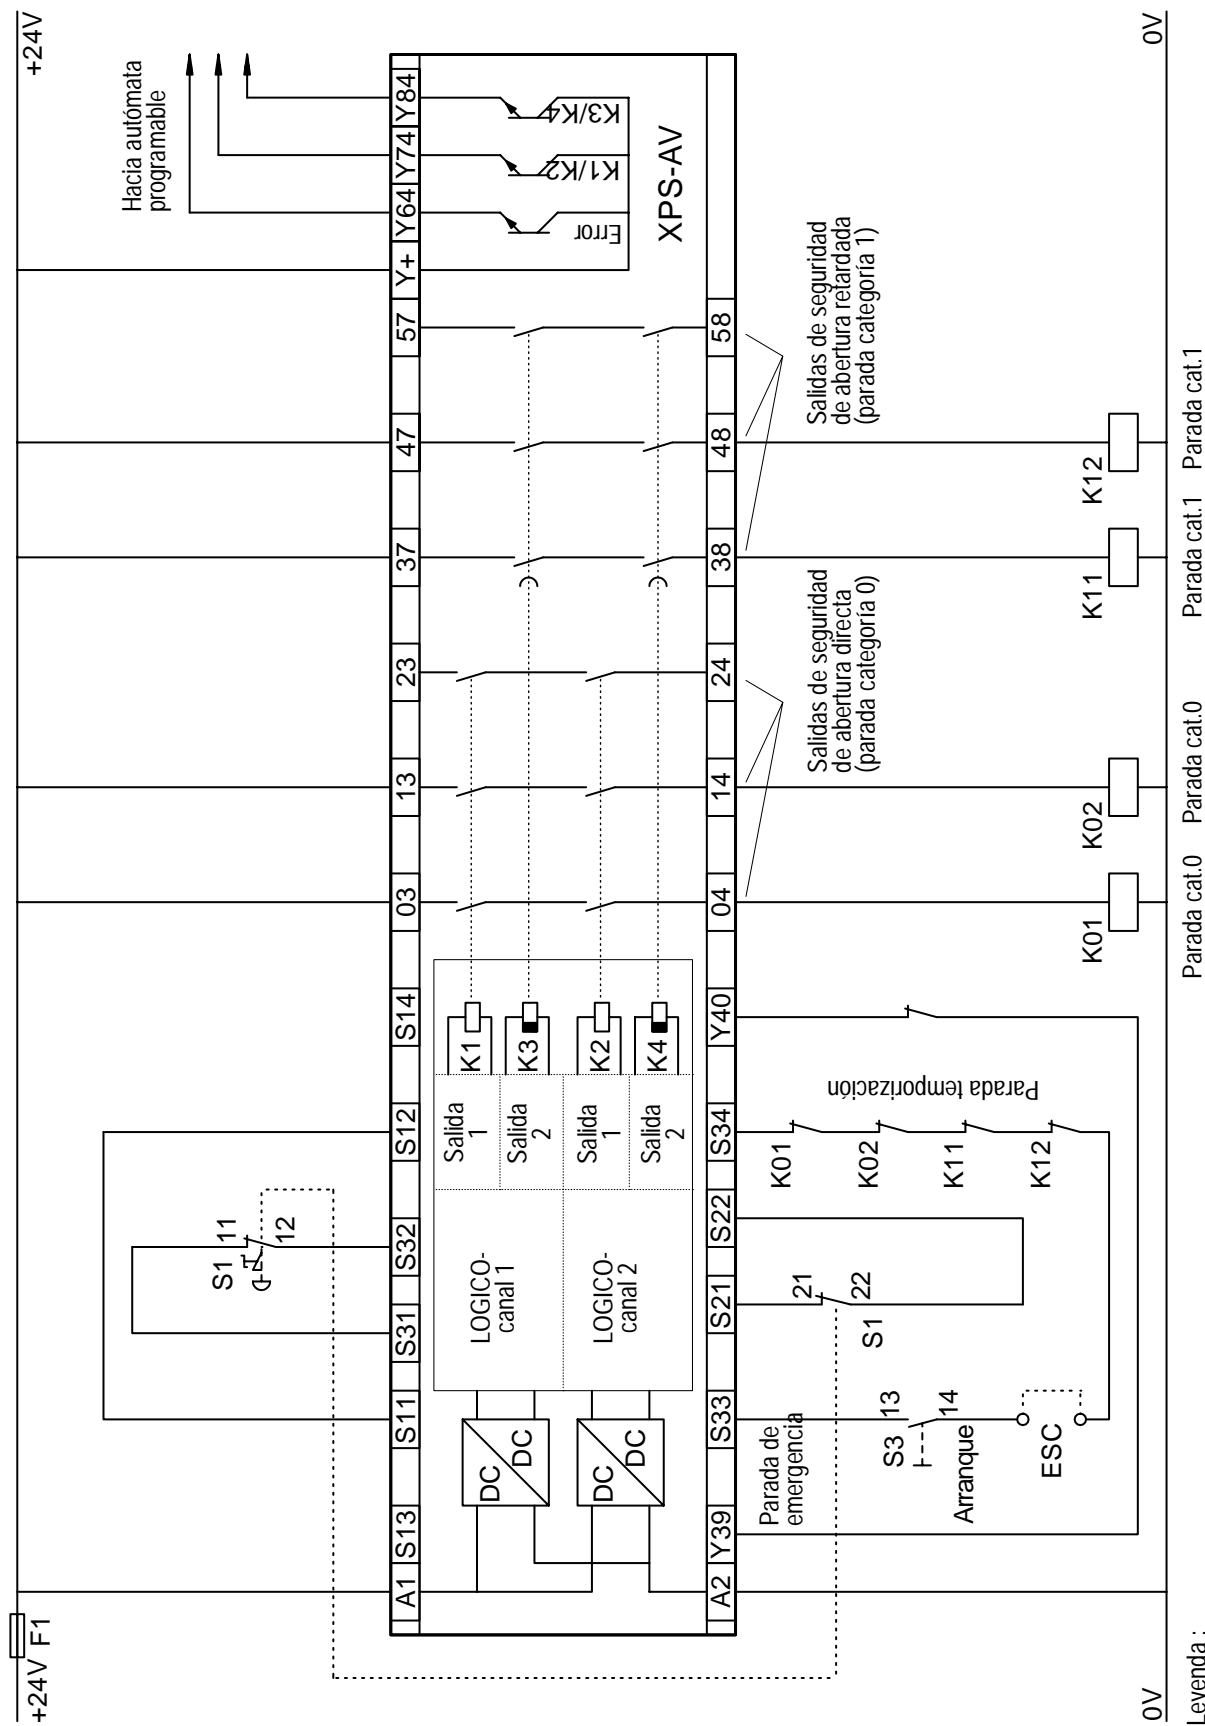 +24V
F1
+24V
Hacia autómata
programable
A1
S13
S11
S31
S32
S12
S14
03
13
23
37
47
57
Y+
Y64
Y74
Y84
S1
11
12
DC
DC
DC
DC
LOGICO-
canal 1
LOGICO-
canal 2
Salida
1
Salida
2
Salida
1
Salida
2
K1
K3
K2
K4
Error
K1/K2
K3/K4
XPS-AV
A2
Y39
S33
S21
S22
S34
Y40
04
14
24
38
48
58
Parada de
emergencia
S3
13
14
Arranque
ESC
21
22
S1
K01
K02
K11
K12
Parada temporización
Salidas de seguridad
de abertura directa
(parada categoría 0)
Salidas de seguridad
de abertura retardada
(parada categoría 1)
K01
K02
K11
K12
0V
0V
Parada cat.0
Parada cat.0
Parada cat.1
Parada cat.1
Leyenda :